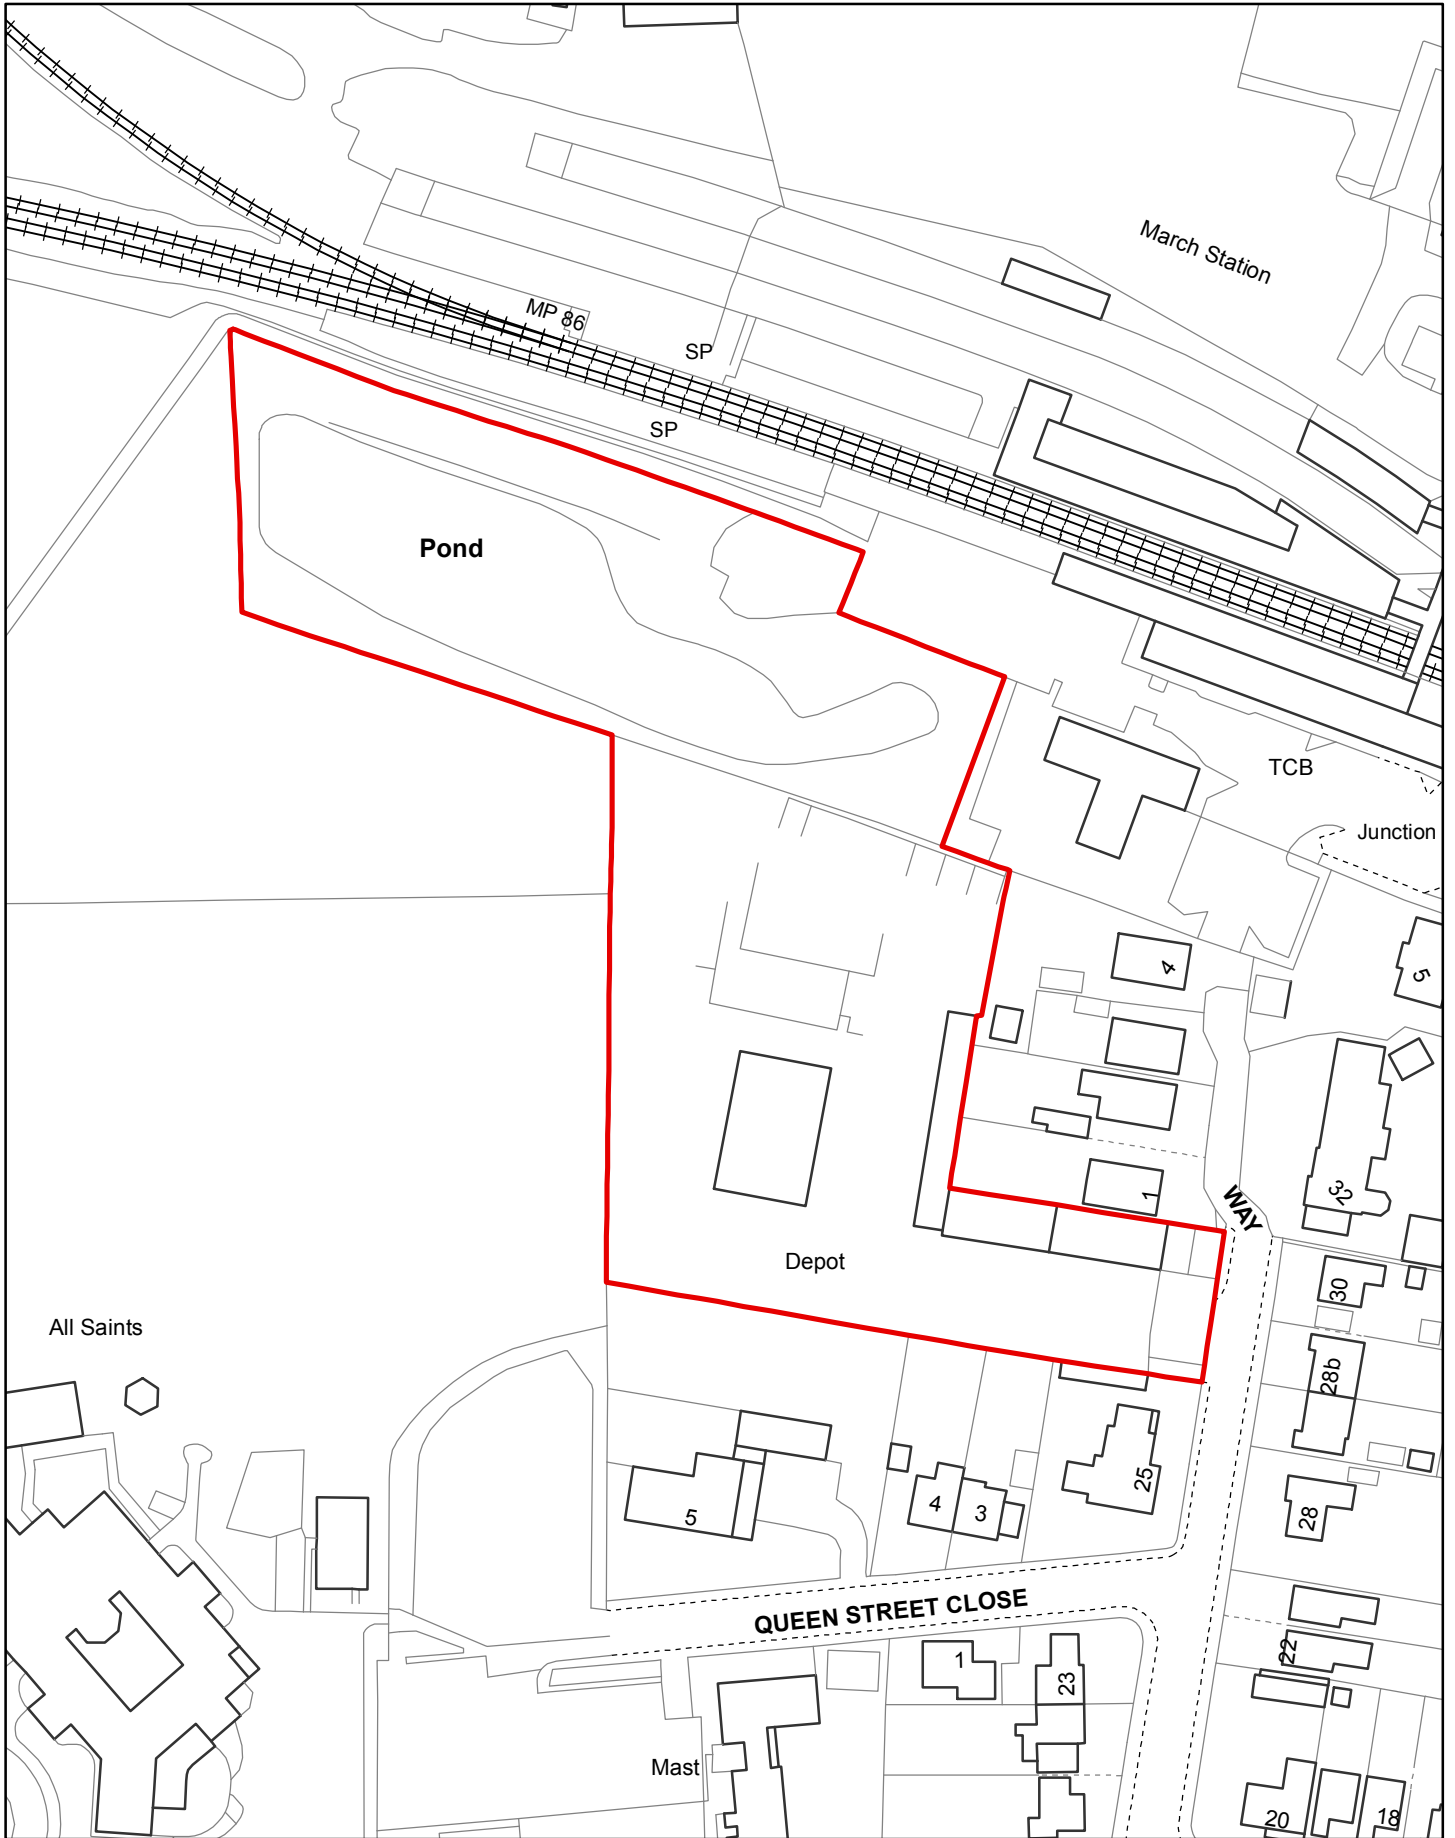 March Station
MP 86
SP
SP
Pond
TCB
Junction
4
5
1
WAY
32
Depot
30
All Saints
28b
25
4
3
5
28
QUEEN STREET CLOSE
22
1
23
Mast
20
18